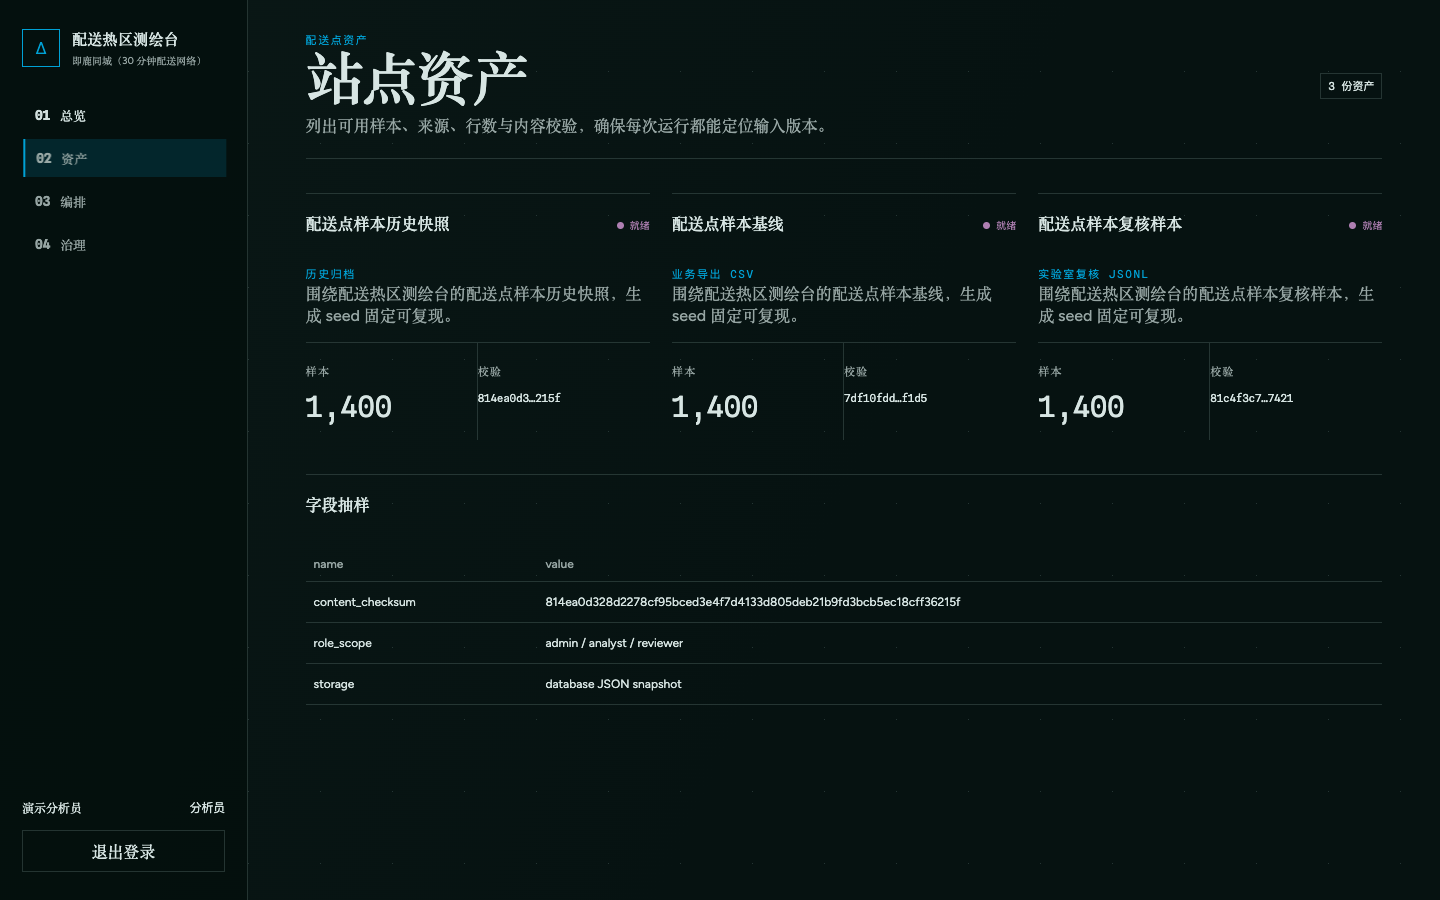 Δ
配送热区测绘台
即鹿同城（30 分钟配送网络）
01 总览
02 资产
03 编排
04 治理
演示分析员
分析员
退出登录
配送点资产
站点资产
列出可用样本、来源、行数与内容校验，确保每次运行都能定位输入版本。
3 份资产
配送点样本历史快照
就绪
历史归档
围绕配送热区测绘台的配送点样本历史快照，生
成 seed 固定可复现。
样本
1,400
校验
814ea0d3…215f
配送点样本基线
就绪
业务导出 CSV
围绕配送热区测绘台的配送点样本基线，生成
seed 固定可复现。
样本
1,400
校验
7df10fdd…f1d5
配送点样本复核样本
就绪
实验室复核 JSONL
围绕配送热区测绘台的配送点样本复核样本，生
成 seed 固定可复现。
样本
1,400
校验
81c4f3c7…7421
字段抽样
name value
content_checksum 814ea0d328d2278cf95bced3e4f7d4133d805deb21b9fd3bcb5ec18cff36215f
role_scope admin / analyst / reviewer
storage database JSON snapshot